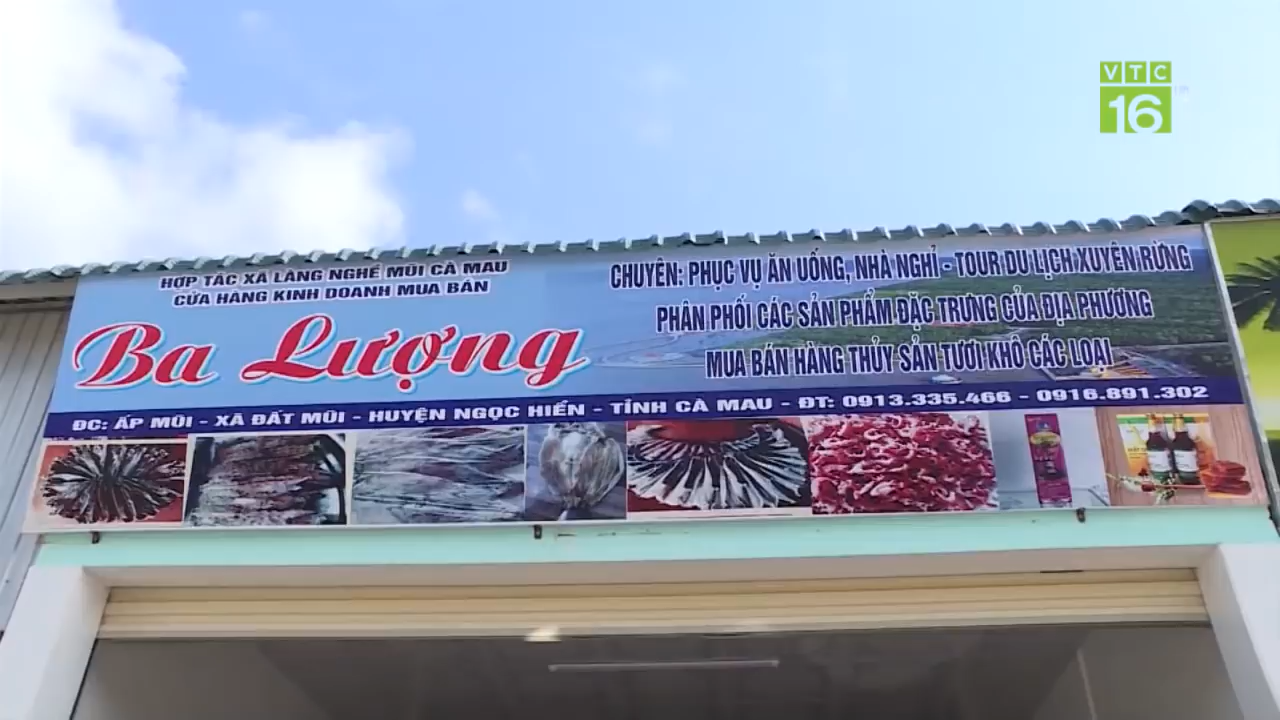 VTC
16
HỢP TÁC XÃ LÀNG NGHỀ MŨI CÀ MAU
CỬA HÀNG KINH DOANH MUA BÁN
Ba Lượng
CHUYÊN: PHỤC VỤ ĂN UỐNG, NHÀ NGHỈ - TOUR DU LỊCH XUYÊN RỪNG
PHÂN PHỐI CÁC SẢN PHẨM ĐẶC TRƯNG CỦA ĐỊA PHƯƠNG
MUA BÁN HÀNG THỦY SẢN TƯƠI KHÔ CÁC LOẠI
ĐC: ẤP MŨI - XÃ ĐẤT MŨI - HUYỆN NGỌC HIỂN - TỈNH CÀ MAU - ĐT: 0913.335.466 - 0916.891.302